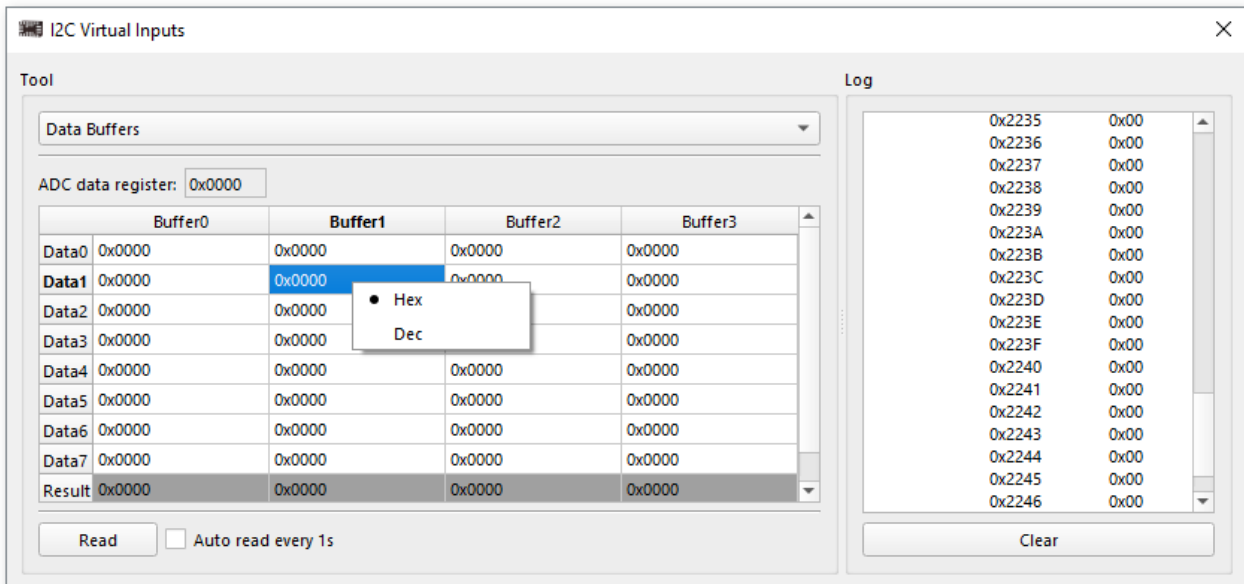 I2C Virtual Inputs
Tool
Data Buffers
ADC data register: 0x0000
Buffer0 Buffer1 Buffer2 Buffer3
Data0 0x0000 0x0000 0x0000 0x0000
Data1 0x0000 0x0000 0x0000 0x0000
Data2 0x0000 0x0000 0x0000
Data3 0x0000 0x0000 0x0000
Data4 0x0000 0x0000 0x0000 0x0000
Data5 0x0000 0x0000 0x0000 0x0000
Data6 0x0000 0x0000 0x0000 0x0000
Data7 0x0000 0x0000 0x0000 0x0000
Result 0x0000 0x0000 0x0000 0x0000
Hex
Dec
Read Auto read every 1s
Log
0x2235 0x00
0x2236 0x00
0x2237 0x00
0x2238 0x00
0x2239 0x00
0x223A 0x00
0x223B 0x00
0x223C 0x00
0x223D 0x00
0x223E 0x00
0x223F 0x00
0x2240 0x00
0x2241 0x00
0x2242 0x00
0x2243 0x00
0x2244 0x00
0x2245 0x00
0x2246 0x00
Clear